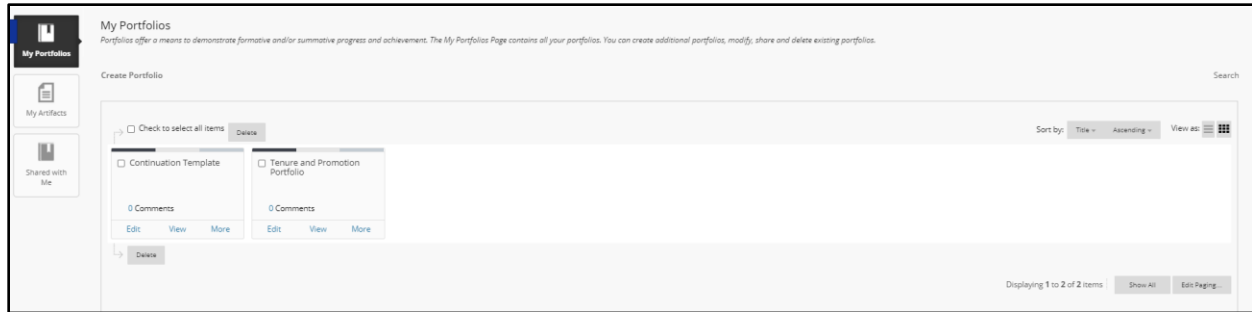 My Portfolios
My Artifacts
Shared with
Me
My Portfolios
Portfolios offer a means to demonstrate formative and/or summative progress and achievement. The My Portfolios Page contains all your portfolios. You can create additional portfolios, modify, share and delete existing portfolios.
Create Portfolio
Search
Check to select all items Delete
Sort by: Title Ascending View as:
Continuation Template
0 Comments
Edit View More
Tenure and Promotion
Portfolio
0 Comments
Edit View More
Delete
Displaying 1 to 2 of 2 items Show All Edit Paging...